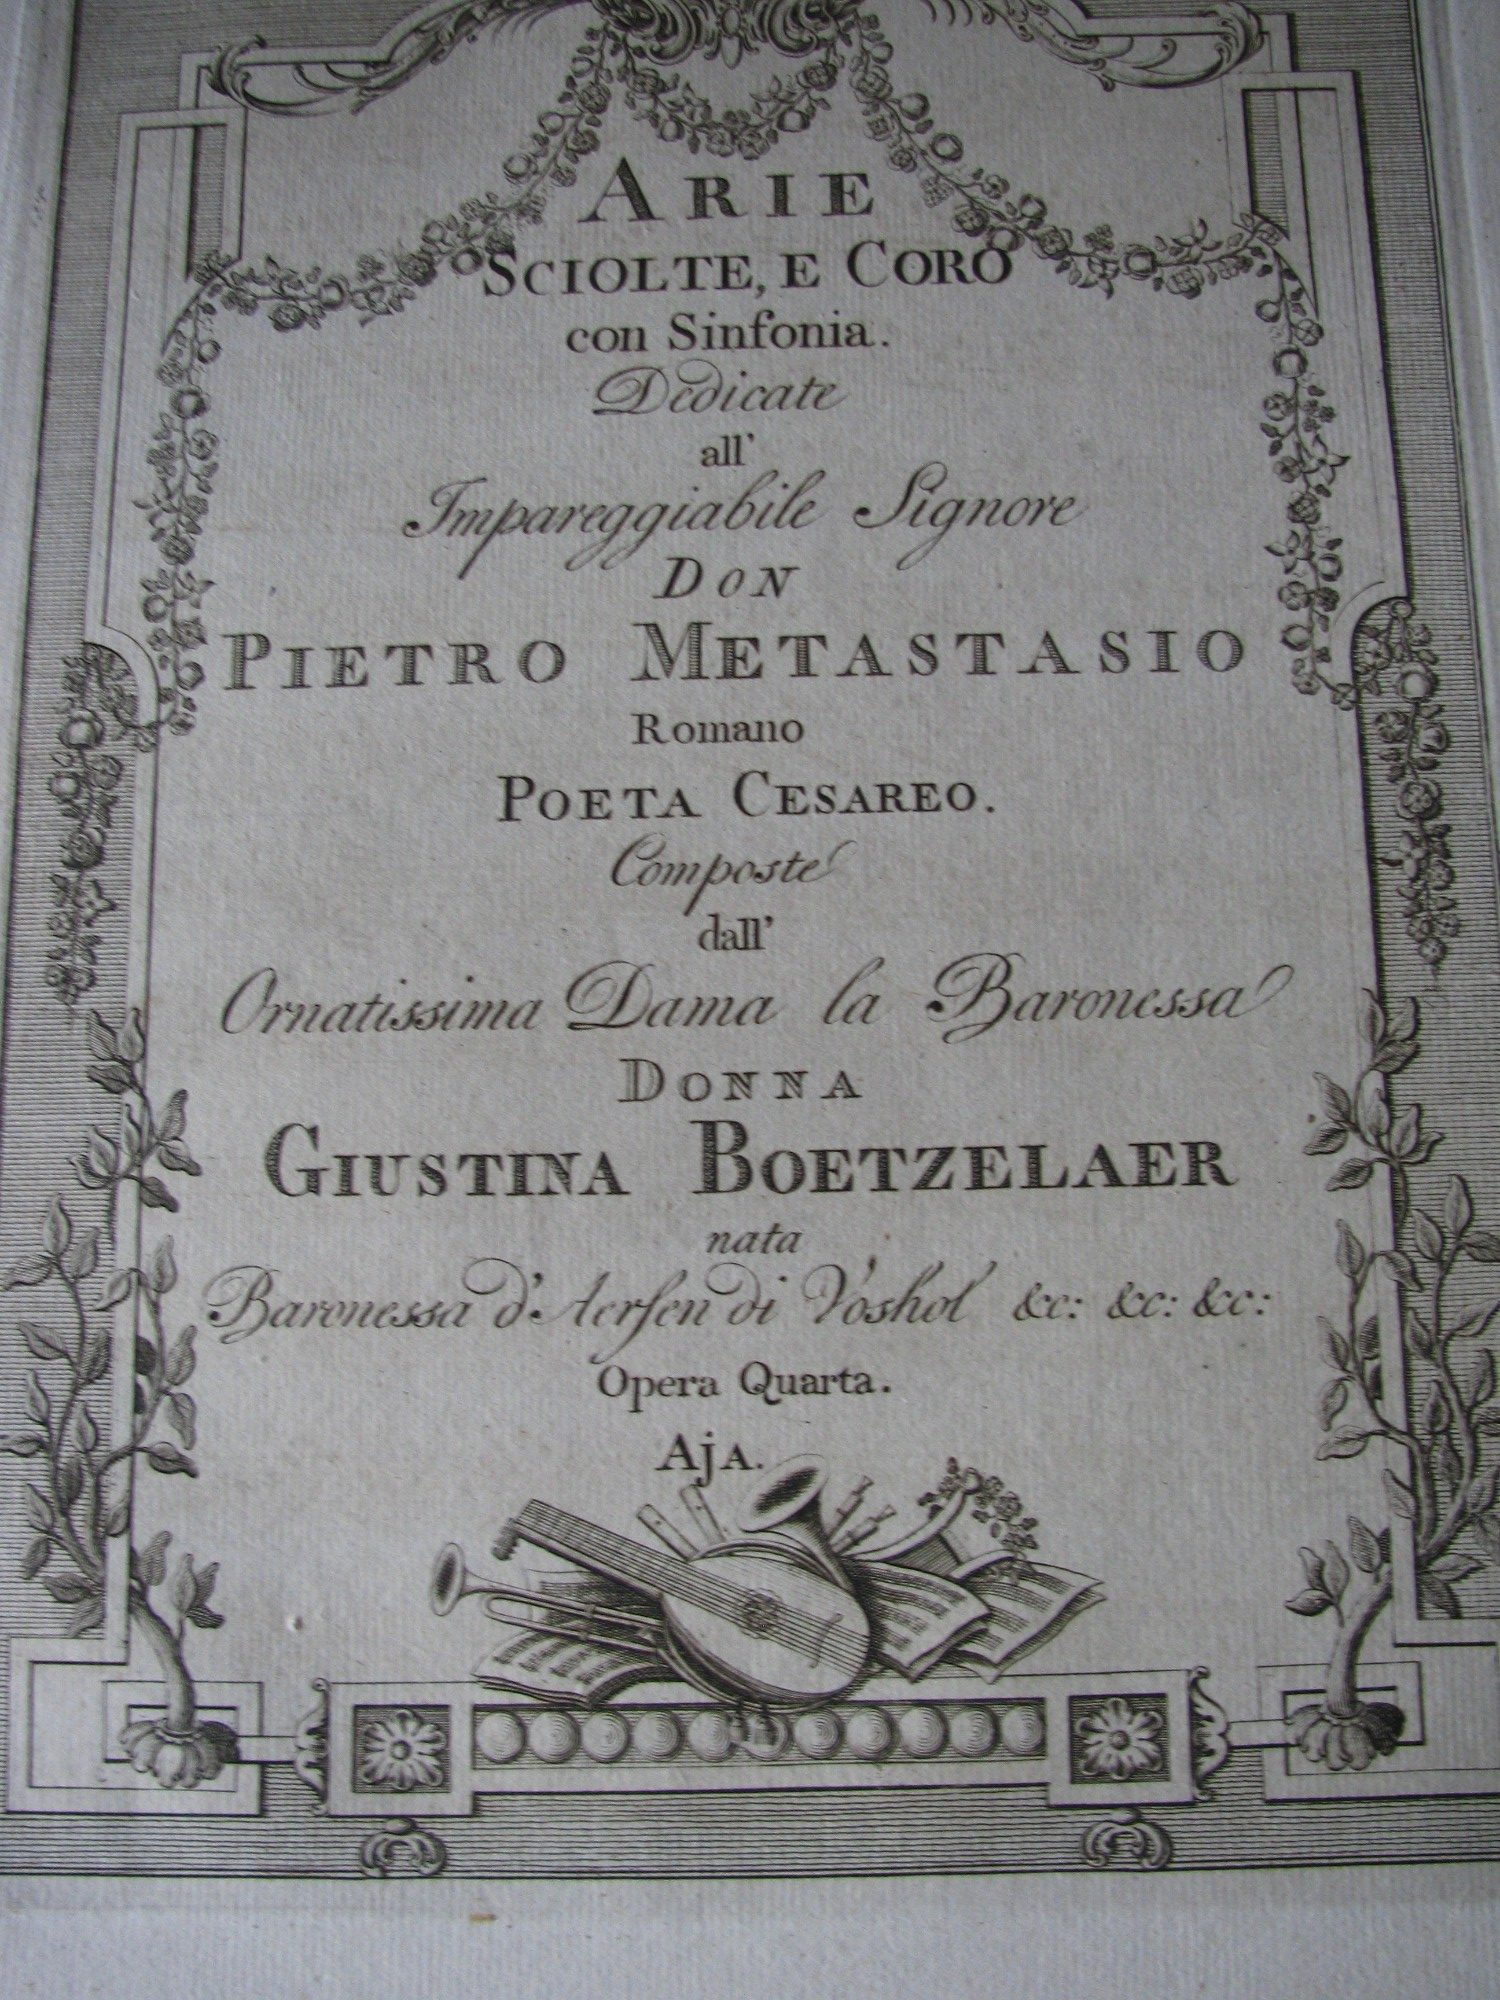 ARIE
SCIOLTE, E CORO
con Sinfonia.
Dedicate
all'
Impareggiabile Signore
DON
PIETRO METASTASIO
Romano
POETA CESAREO.
Composte
dall'
Ornatissima Dama la Baronessa
DONNA
GIUSTINA BOETZELAER
nata
Baronessa d'Aerſen di Voshol &c: &c: &c:
Opera Quarta.
AjA.